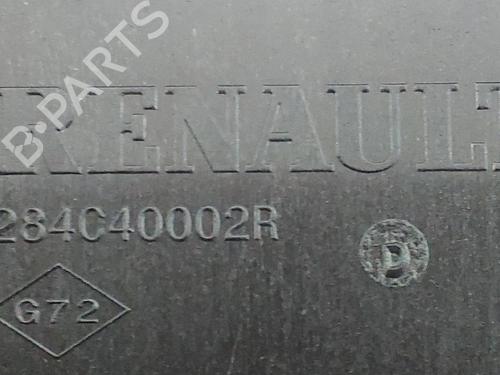 B-PARTS
RENAULT
284C40002R
P
G72